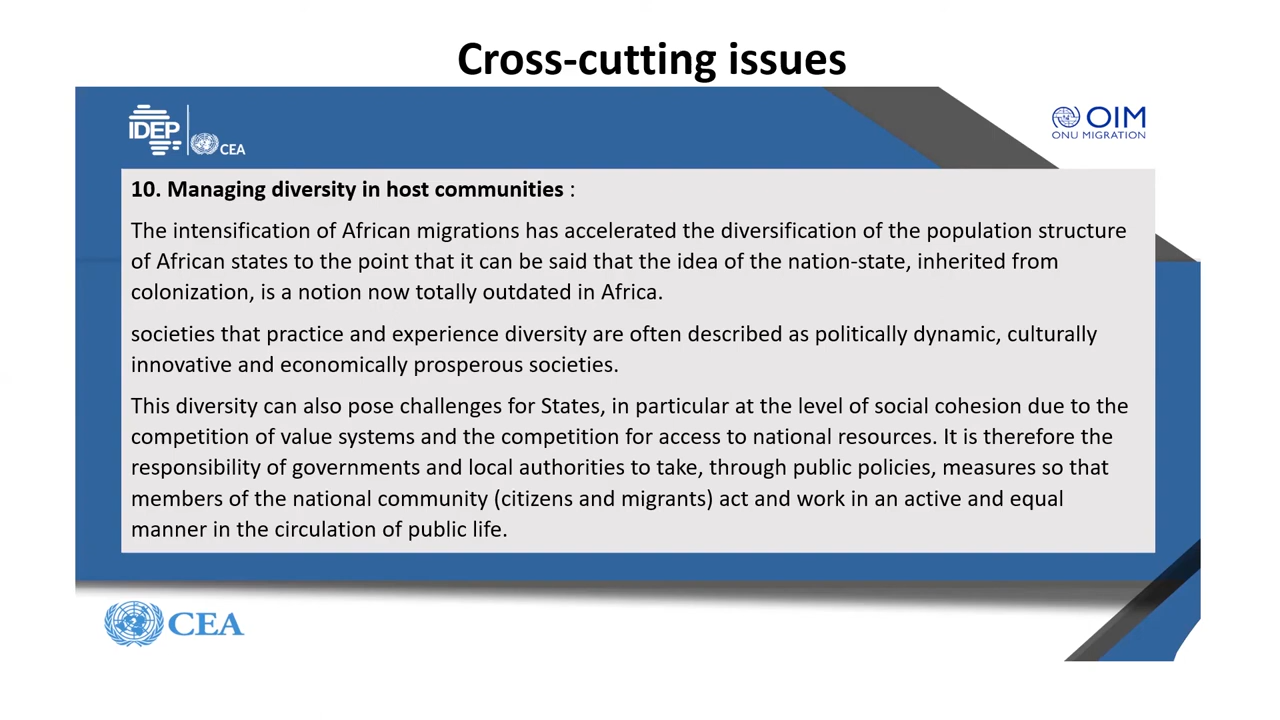 Cross-cutting issues
IDEP
CEA
OIM
ONU MIGRATION
10. Managing diversity in host communities :
The intensification of African migrations has accelerated the diversification of the population structure
of African states to the point that it can be said that the idea of the nation-state, inherited from
colonization, is a notion now totally outdated in Africa.
societies that practice and experience diversity are often described as politically dynamic, culturally
innovative and economically prosperous societies.
This diversity can also pose challenges for States, in particular at the level of social cohesion due to the
competition of value systems and the competition for access to national resources. It is therefore the
responsibility of governments and local authorities to take, through public policies, measures so that
members of the national community (citizens and migrants) act and work in an active and equal
manner in the circulation of public life.
CEA